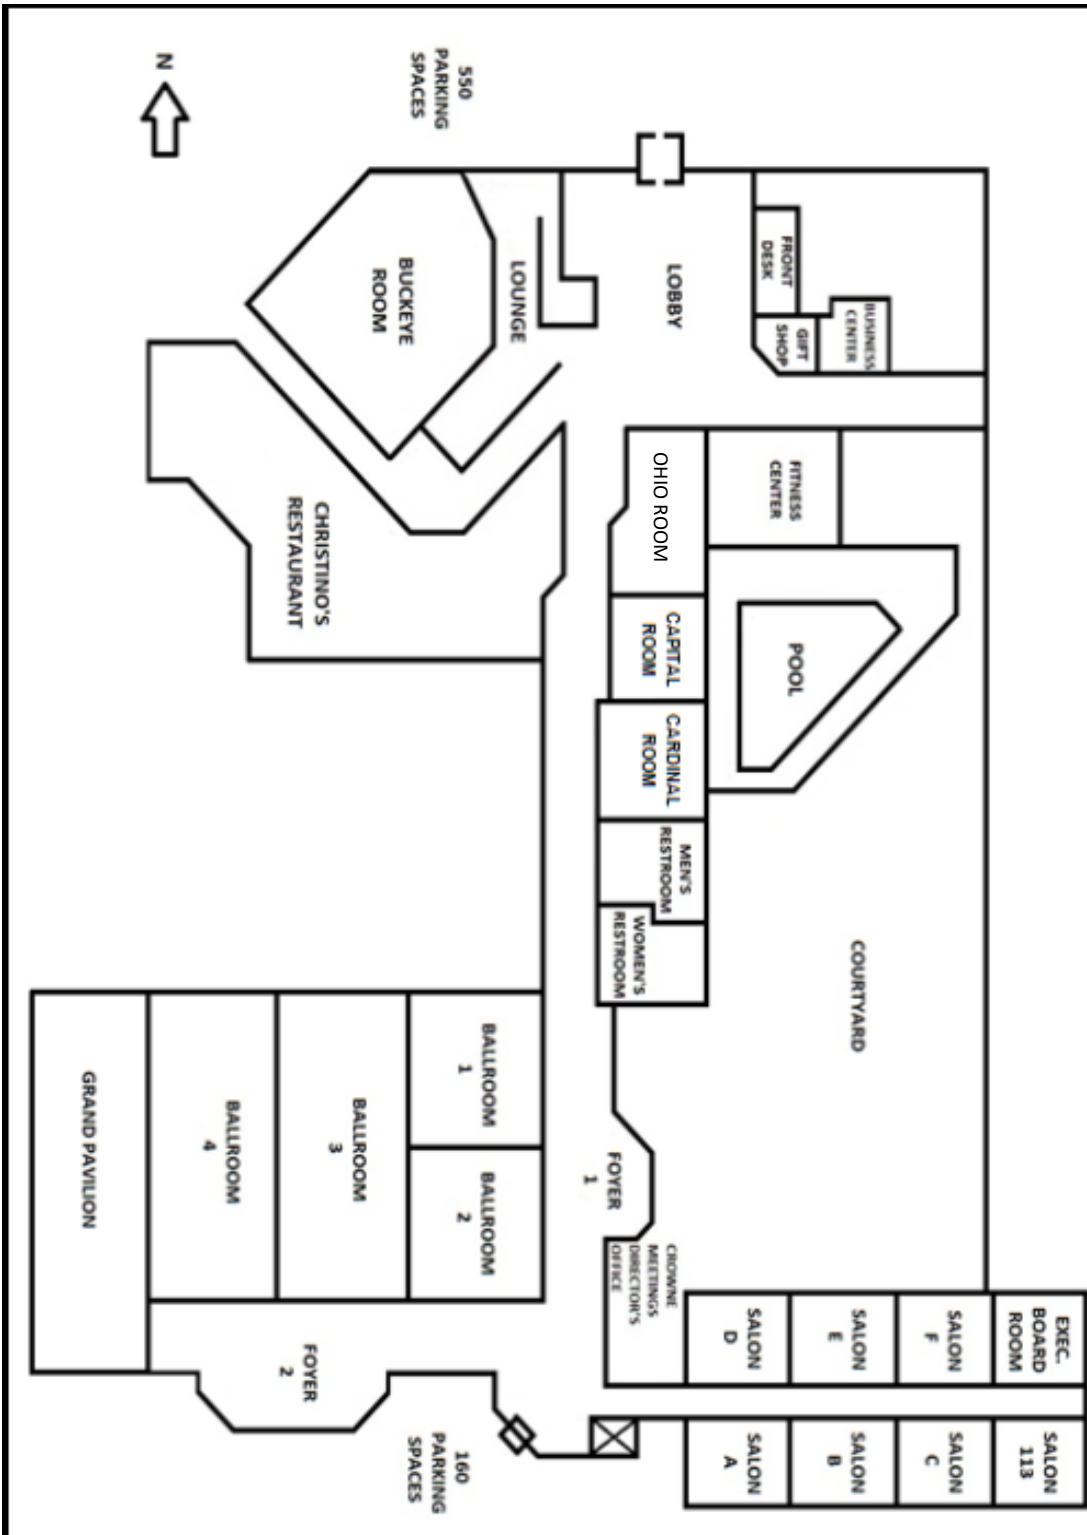 N
550
PARKING
SPACES
FRONT
DESK
BUSINESS
CENTER
GIFT
SHOP
LOBBY
LOUNGE
BUCKEYE
ROOM
CHRISTINO'S
RESTAURANT
OHIO ROOM
FITNESS
CENTER
POOL
CAPITAL
ROOM
CARDINAL
ROOM
MEN'S
RESTROOM
WOMEN'S
RESTROOM
COURTYARD
BALLROOM
1
BALLROOM
2
BALLROOM
3
BALLROOM
4
GRAND PAVILION
FOYER
1
CROWNE
MEETINGS
DIRECTOR'S
OFFICE
EXEC.
BOARD
ROOM
SALON
F
SALON
E
SALON
D
SALON
113
SALON
C
SALON
B
SALON
A
FOYER
2
160
PARKING
SPACES